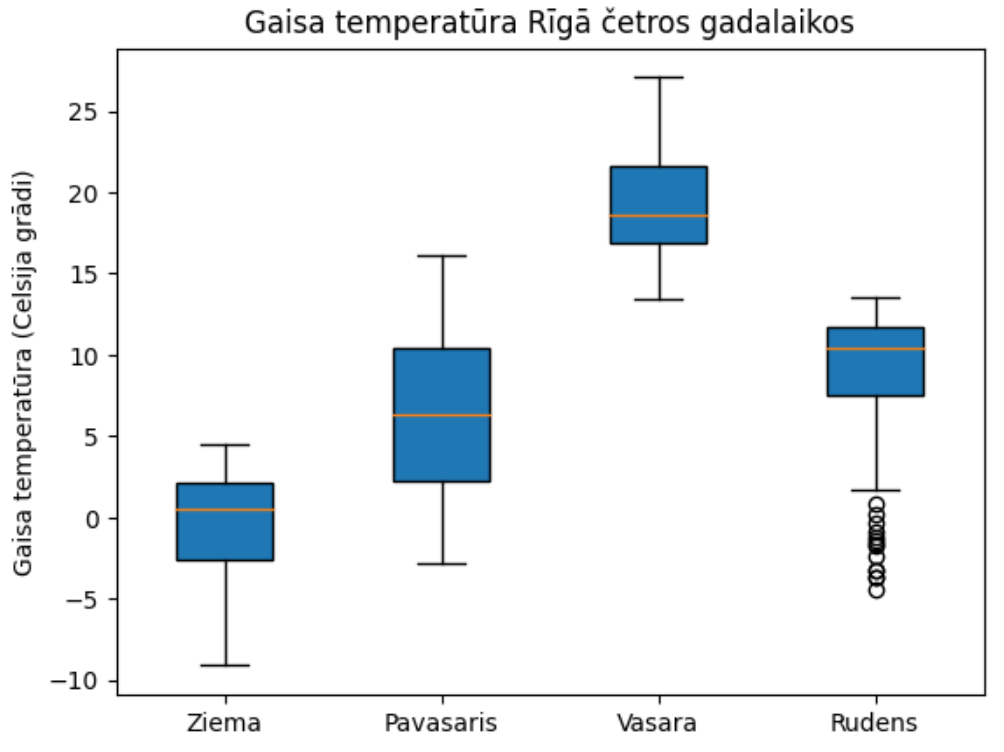 Gaisa temperatūra Rīgā četros gadalaikos
Gaisa temperatūra (Celsija grādi)
25
20
15
10
5
0
−5
−10
Ziema Pavasaris Vasara Rudens